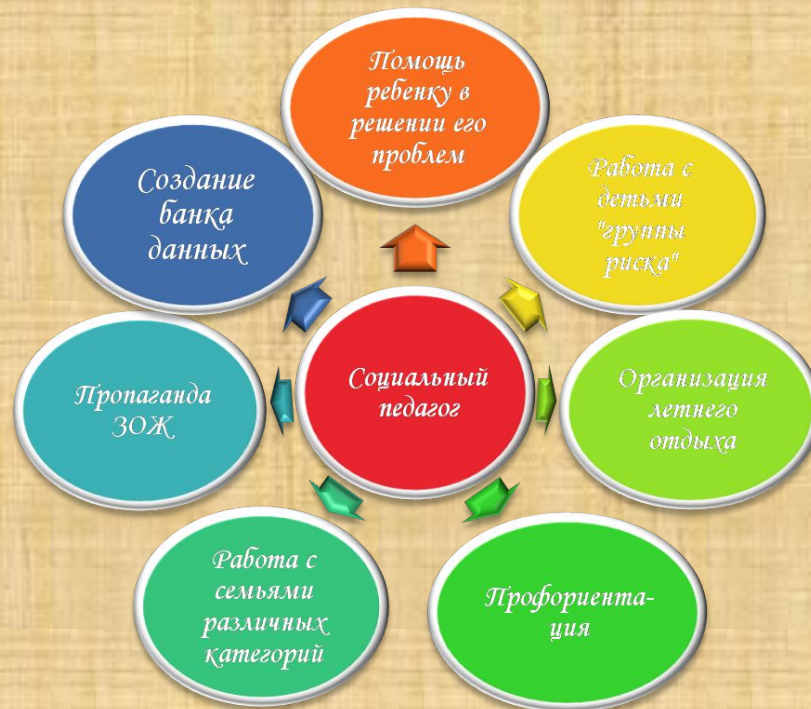 Помощь
ребенку в
решении его
проблем
Работа с
детьми
"группы
риска"
Организация
летнего
отдыха
Профориента-
ция
Работа с
семьями
различных
категорий
Пропаганда
ЗОЖ
Создание
банка
данных
Социальный
педагог